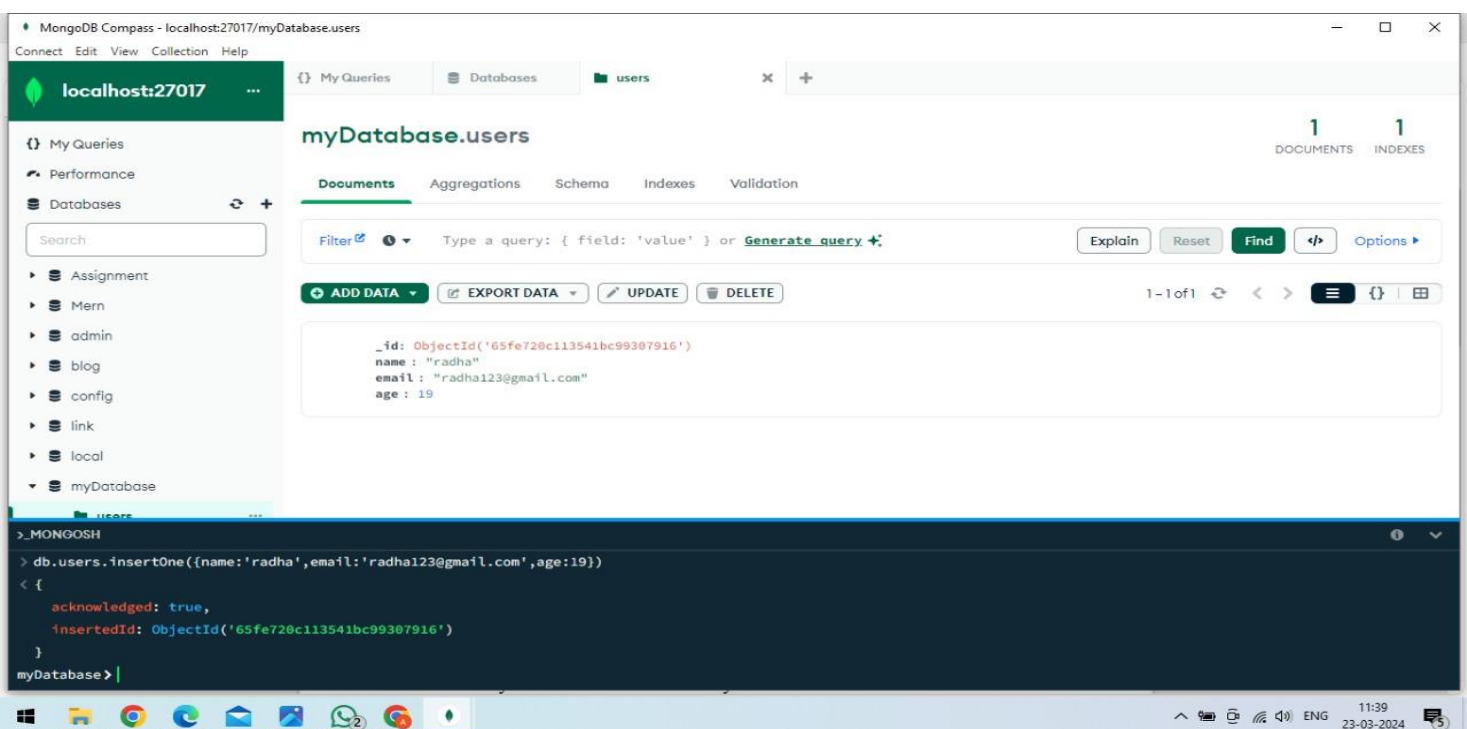 MongoDB Compass - localhost:27017/myDatabase.users
Connect Edit View Collection Help
localhost:27017 ...
{} My Queries
Performance
Databases
Search
Assignment
Mern
admin
blog
config
link
local
myDatabase
users ...
{} My Queries Databases users
myDatabase.users
1 DOCUMENTS 1 INDEXES
Documents Aggregations Schema Indexes Validation
Filter Type a query: { field: 'value' } or Generate query Explain Reset Find </> Options
ADD DATA EXPORT DATA UPDATE DELETE 1-1 of 1 {}
_id: ObjectId('65fe720c113541bc99307916')
name : "radha"
email : "radha123@gmail.com"
age : 19
>_MONGOSH
> db.users.insertOne({name:'radha',email:'radha123@gmail.com',age:19})
< {
acknowledged: true,
insertedId: ObjectId('65fe720c113541bc99307916')
}
myDatabase>
2 ENG 11:39
23-03-2024 5